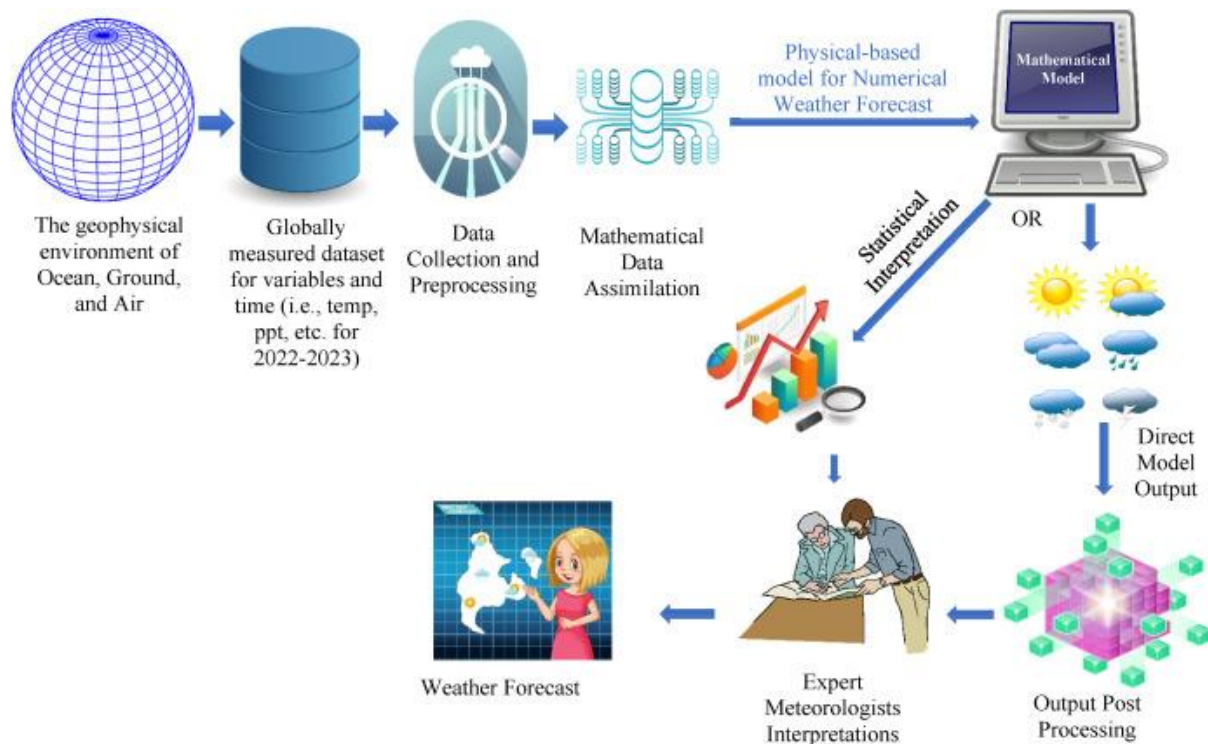 Physical-based
model for Numerical
Weather Forecast
Mathematical
Model
The geophysical
environment of
Ocean, Ground,
and Air
Globally
measured dataset
for variables and
time (i.e., temp,
ppt, etc. for
2022-2023)
Data
Collection and
Preprocessing
Mathematical
Data
Assimilation
Statistical
Interpretation
OR
Direct
Model
Output
Weather Forecast
Expert
Meteorologists
Interpretations
Output Post
Processing